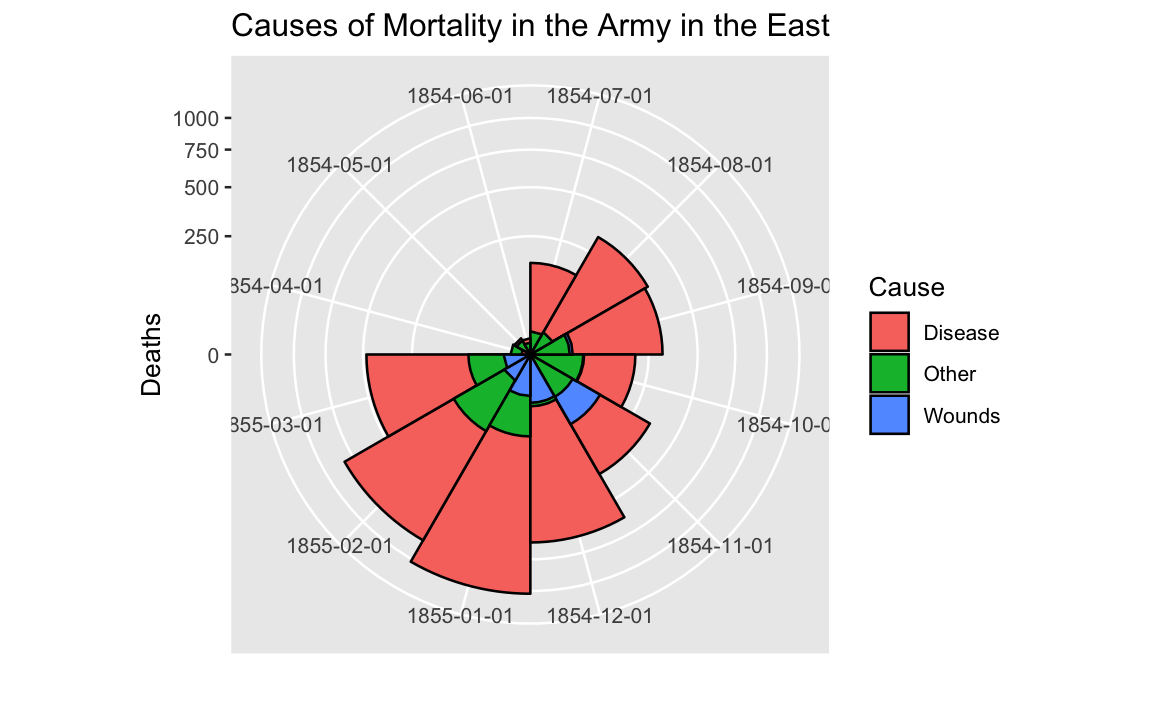 Causes of Mortality in the Army in the East
1854-06-01 1854-07-01
1000
750
1854-05-01 1854-08-01
500
250
854-04-01 1854-09-0
Cause
Disease
0
Deaths
Other
Wounds
855-03-01 1854-10-0
1855-02-01 1854-11-01
1855-01-01 1854-12-01